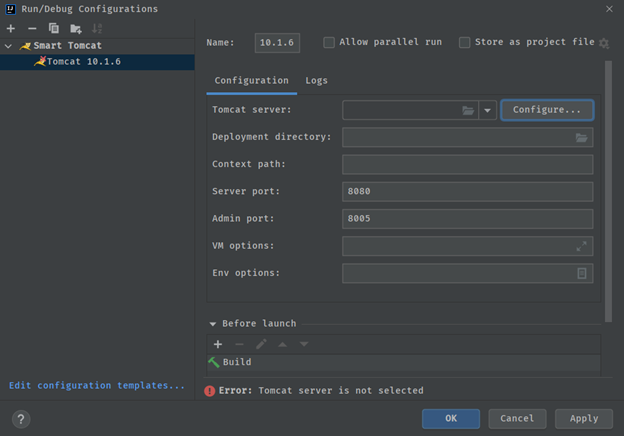 Run/Debug Configurations
Smart Tomcat
Tomcat 10.1.6
Name: 10.1.6 Allow parallel run Store as project file
Configuration Logs
Tomcat server: Configure...
Deployment directory:
Context path:
Server port: 8080
Admin port: 8005
VM options:
Env options:
Before launch
Build
Edit configuration templates...
Error: Tomcat server is not selected
? OK Cancel Apply